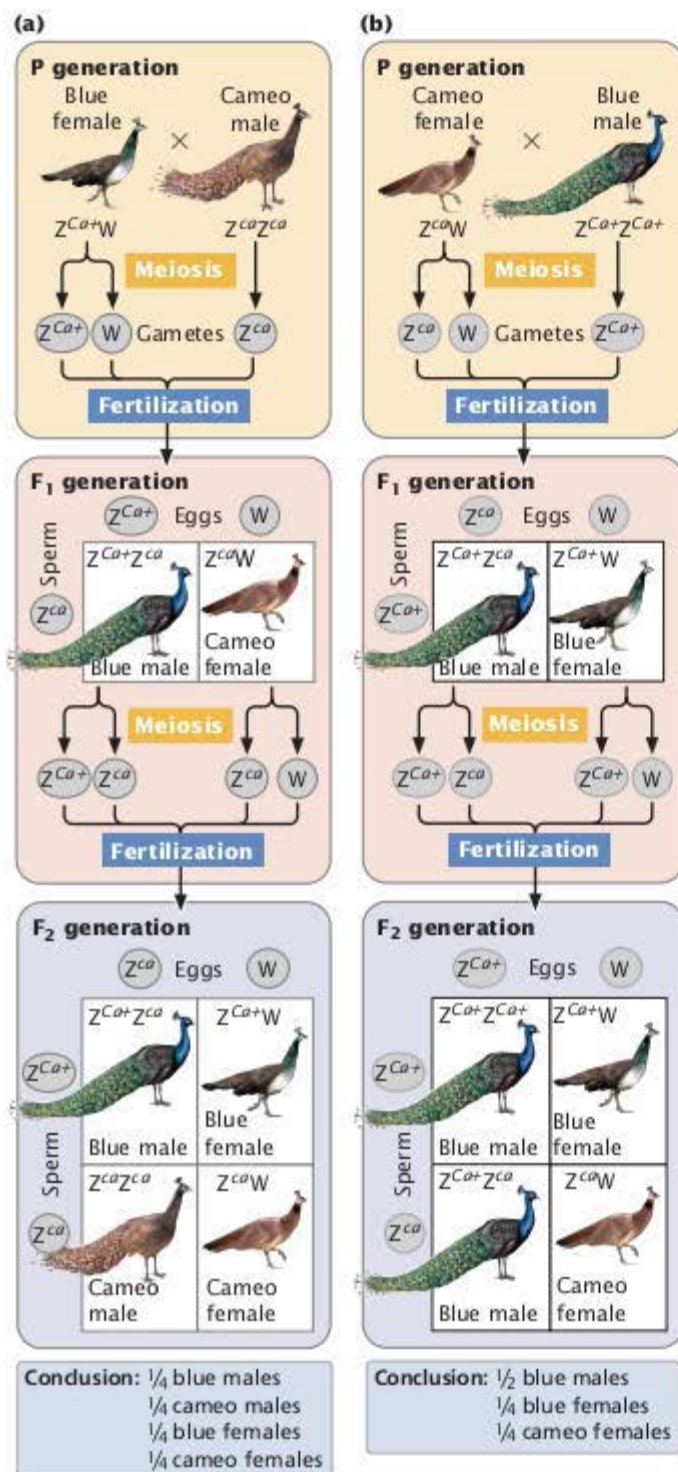 (a)
P generation
Blue
female
×
Cameo
male
Z^Ca+W
Z^caZ^ca
Meiosis
Z^Ca+ W Gametes Z^ca
Fertilization
F₁ generation
Z^Ca+ Eggs W
Sperm
Z^ca
Z^Ca+Z^ca
Blue male
Z^caW
Cameo
female
Meiosis
Z^Ca+ Z^ca Z^ca W
Fertilization
F₂ generation
Z^ca Eggs W
Sperm
Z^Ca+
Z^Ca+Z^ca
Blue male
Z^Ca+W
Blue
female
Z^ca
Z^caZ^ca
Cameo
male
Z^caW
Cameo
female
Conclusion: ¼ blue males
¼ cameo males
¼ blue females
¼ cameo females
(b)
P generation
Cameo
female
×
Blue
male
Z^caW
Z^Ca+Z^Ca+
Meiosis
Z^ca W Gametes Z^Ca+
Fertilization
F₁ generation
Z^ca Eggs W
Sperm
Z^Ca+
Z^Ca+Z^ca
Blue male
Z^Ca+W
Blue
female
Meiosis
Z^Ca+ Z^ca Z^Ca+ W
Fertilization
F₂ generation
Z^Ca+ Eggs W
Sperm
Z^Ca+
Z^Ca+Z^Ca+
Blue male
Z^Ca+W
Blue
female
Z^ca
Z^Ca+Z^ca
Blue male
Z^caW
Cameo
female
Conclusion: ½ blue males
¼ blue females
¼ cameo females